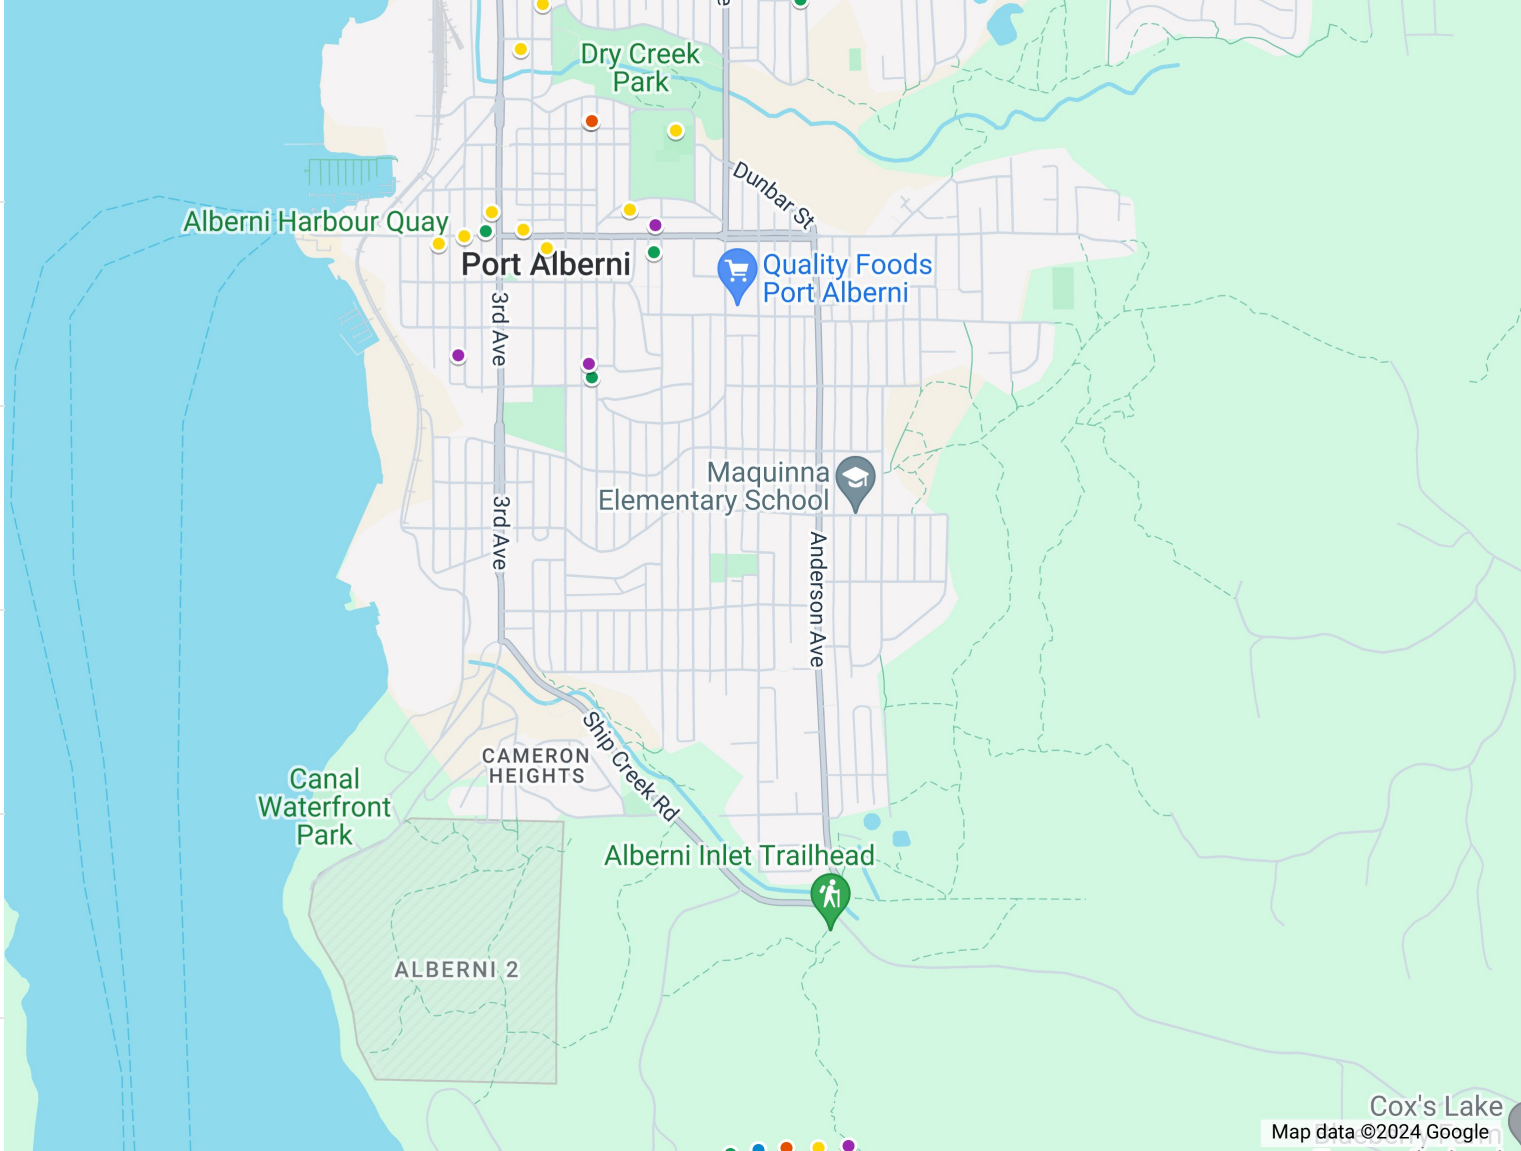 Dry Creek
Park
Dunbar St
Alberni Harbour Quay
Port Alberni
Quality Foods
Port Alberni
3rd Ave
Maquinna
Elementary School
3rd Ave
Anderson Ave
Ship Creek Rd
CAMERON
HEIGHTS
Canal
Waterfront
Park
Alberni Inlet Trailhead
ALBERNI 2
Cox's Lake
Map data ©2024 Google